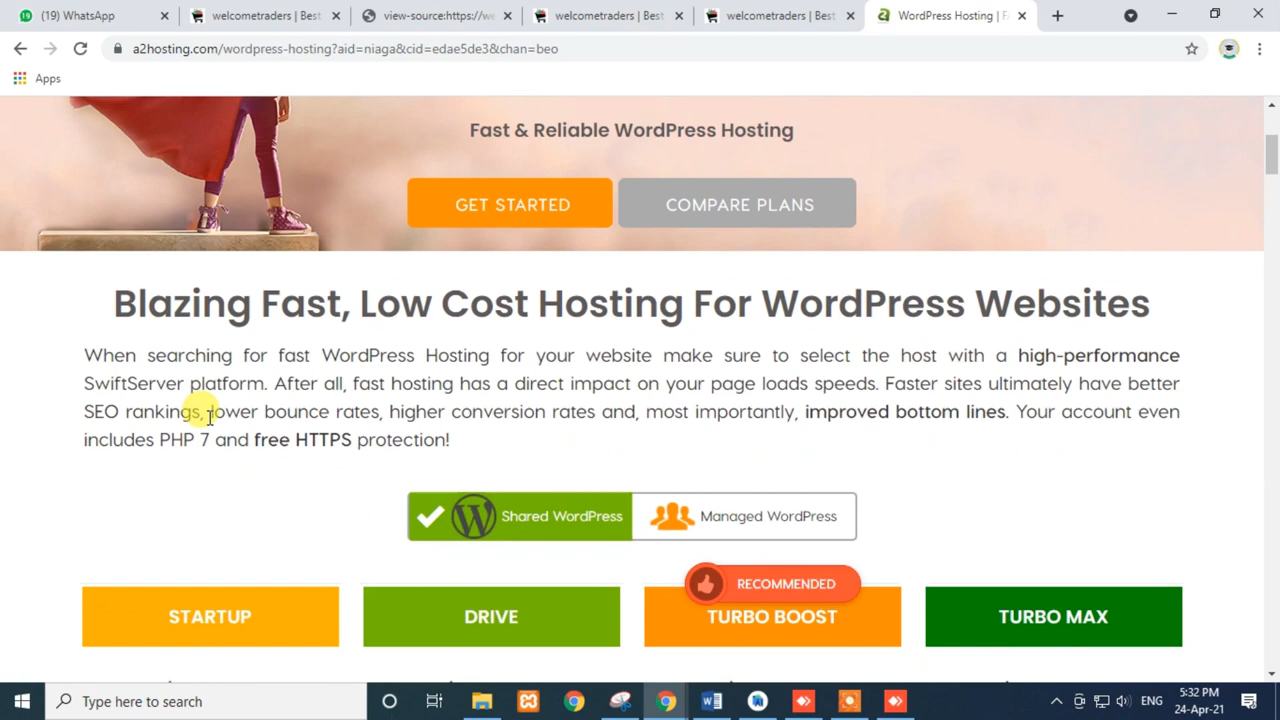 (19) WhatsApp
welcometraders | Best
view-source:https://we
welcometraders | Best
welcometraders | Best
WordPress Hosting | FA
a2hosting.com/wordpress-hosting?aid=niaga&cid=edae5de3&chan=beo
Apps
Fast & Reliable WordPress Hosting
GET STARTED
COMPARE PLANS
Blazing Fast, Low Cost Hosting For WordPress Websites
When searching for fast WordPress Hosting for your website make sure to select the host with a high-performance
SwiftServer platform. After all, fast hosting has a direct impact on your page loads speeds. Faster sites ultimately have better
SEO rankings, lower bounce rates, higher conversion rates and, most importantly, improved bottom lines. Your account even
includes PHP 7 and free HTTPS protection!
Shared WordPress
Managed WordPress
RECOMMENDED
STARTUP
DRIVE
TURBO BOOST
TURBO MAX
Type here to search
ENG
5:32 PM
24-Apr-21